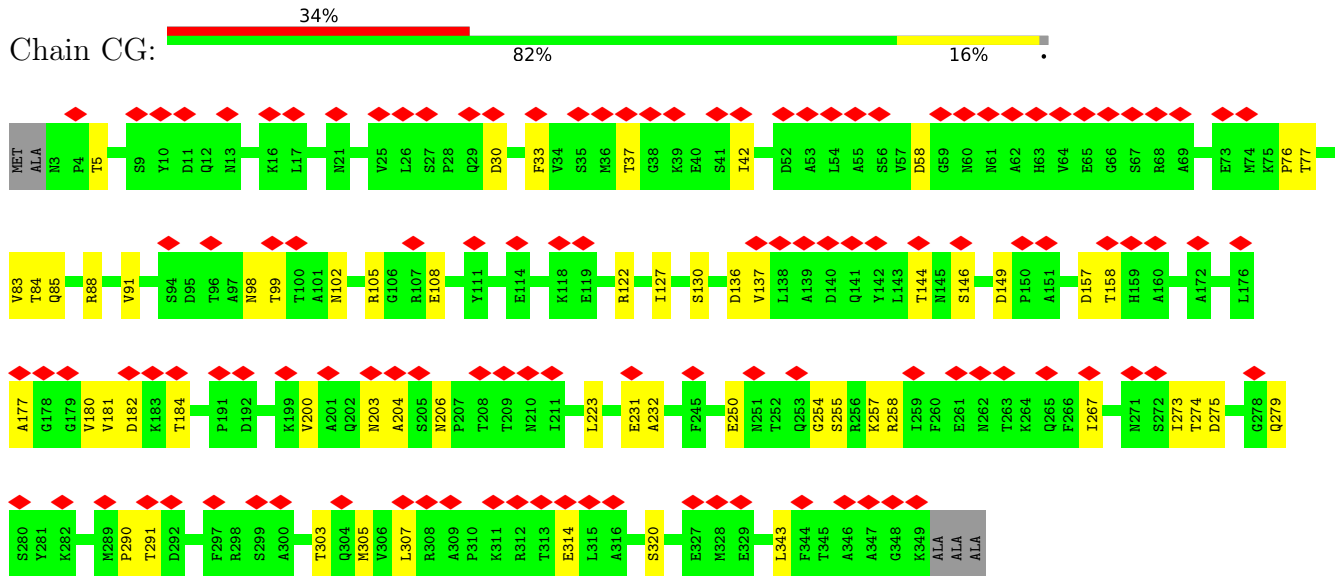 34%
Chain CG:
82% 16% •
MET ALA N3 P4 T5 S9 Y10 D11 Q12 N13 K16 L17 N21 V25 L26 S27 P28 Q29 D30 F33 V34 S35 M36 T37 G38 K39 E40 S41 I42 D52 A53 L54 A55 S56 V57 D58 G59 N60 N61 A62 H63 V64 E65 G66 S67 R68 A69 E73 M74 K75 P76 T77
V83 T84 Q85 R88 V91 S94 D95 T96 A97 N98 T99 T100 A101 N102 R105 G106 R107 E108 Y111 E114 K118 E119 R122 I127 S130 D136 V137 L138 A139 D140 Q141 Y142 L143 T144 N145 S146 D149 P150 A151 D157 T158 H159 A160 A172 L176
A177 G178 G179 V180 V181 D182 K183 T184 P191 D192 K199 V200 A201 Q202 N203 A204 S205 N206 P207 T208 T209 N210 I211 L223 E231 A232 F245 E250 N251 T252 Q253 G254 S255 R256 K257 R258 I259 F260 E261 N262 T263 K264 Q265 F266 I267 N271 S272 I273 T274 D275 G278 Q279
S280 Y281 K282 M289 P290 T291 D292 F297 R298 S299 A300 T303 Q304 M305 V306 L307 R308 A309 P310 K311 R312 T313 E314 L315 A316 S320 E327 M328 E329 L343 F344 T345 A346 A347 G348 K349 ALA ALA ALA